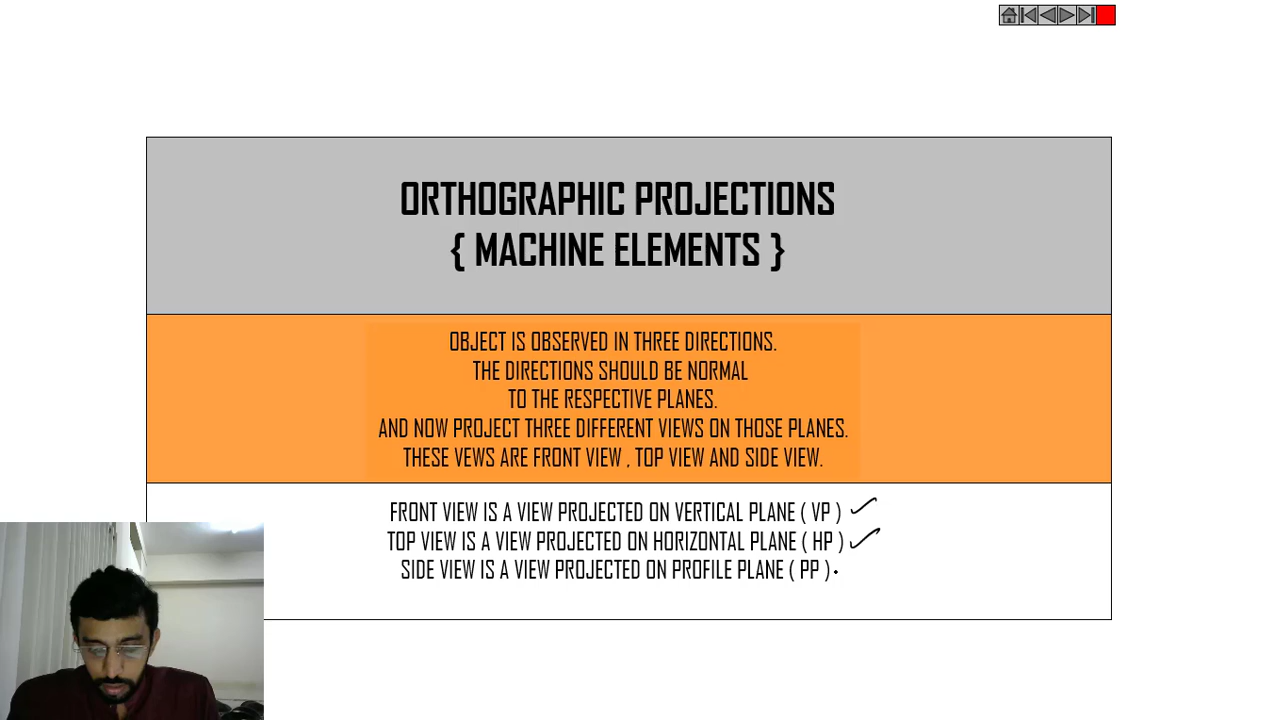 ORTHOGRAPHIC PROJECTIONS
{ MACHINE ELEMENTS }
OBJECT IS OBSERVED IN THREE DIRECTIONS.
THE DIRECTIONS SHOULD BE NORMAL
TO THE RESPECTIVE PLANES.
AND NOW PROJECT THREE DIFFERENT VIEWS ON THOSE PLANES.
THESE VEWS ARE FRONT VIEW , TOP VIEW AND SIDE VIEW.
FRONT VIEW IS A VIEW PROJECTED ON VERTICAL PLANE ( VP )
TOP VIEW IS A VIEW PROJECTED ON HORIZONTAL PLANE ( HP )
SIDE VIEW IS A VIEW PROJECTED ON PROFILE PLANE ( PP )